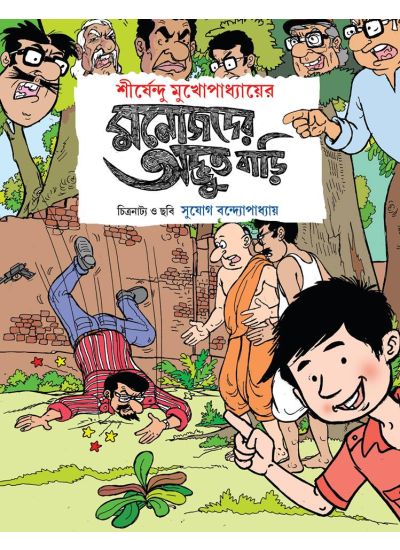 শীর্ষেন্দু মুখোপাধ্যায়ের
মনোজদের
অদ্ভুত বাড়ি
চিত্রনাট্য ও ছবি সুযোগ বন্দ্যোপাধ্যায়